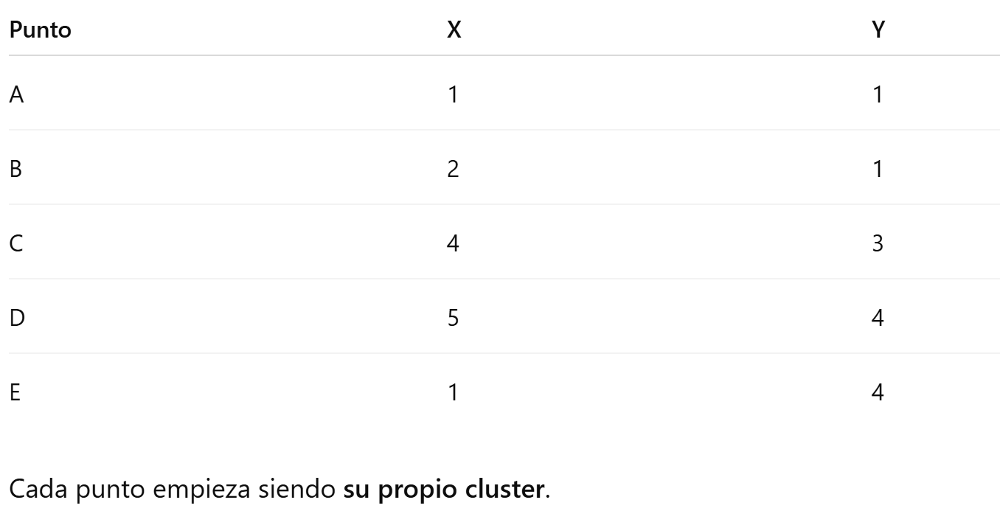 Punto X Y
A 1 1
B 2 1
C 4 3
D 5 4
E 1 4
Cada punto empieza siendo su propio cluster.